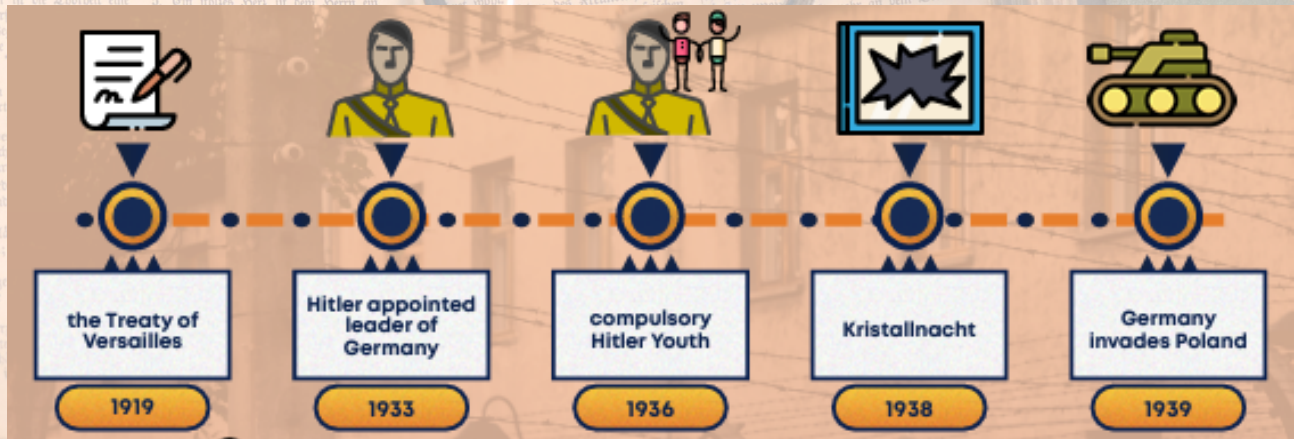 the Treaty of
Versailles
1919
Hitler appointed
leader of
Germany
1933
compulsory
Hitler Youth
1936
Kristallnacht
1938
Germany
invades Poland
1939